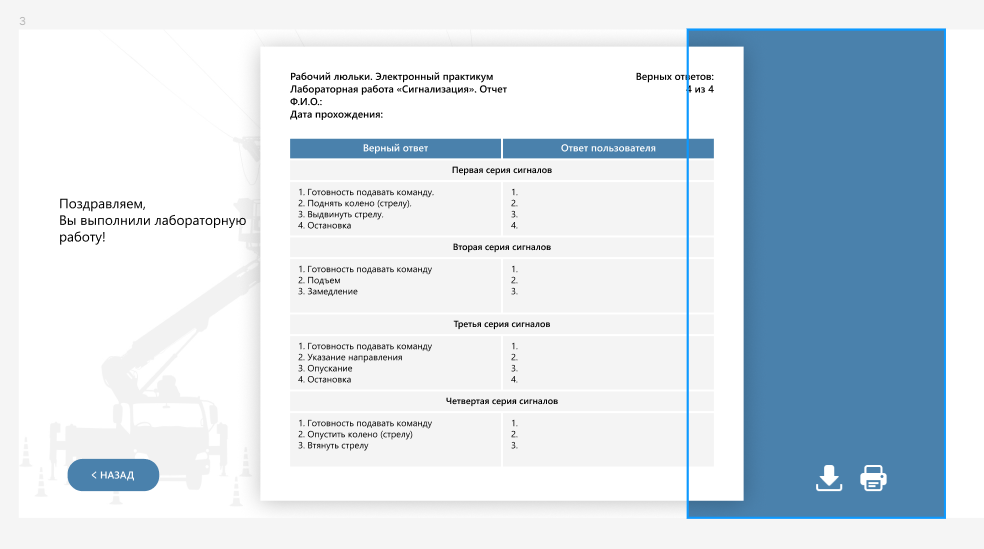 3
Рабочий люльки. Электронный практикум
Лабораторная работа «Сигнализация». Отчет
Ф.И.О.:
Дата прохождения:
Верных ответов:
4 из 4
Поздравляем,
Вы выполнили лабораторную
работу!
Верный ответ
Ответ пользователя
Первая серия сигналов
1. Готовность подавать команду.
2. Поднять колено (стрелу).
3. Выдвинуть стрелу.
4. Остановка
1.
2.
3.
4.
Вторая серия сигналов
1. Готовность подавать команду
2. Подъем
3. Замедление
1.
2.
3.
Третья серия сигналов
1. Готовность подавать команду
2. Указание направления
3. Опускание
4. Остановка
1.
2.
3.
4.
Четвертая серия сигналов
1. Готовность подавать команду
2. Опустить колено (стрелу)
3. Втянуть стрелу
1.
2.
3.
< НАЗАД